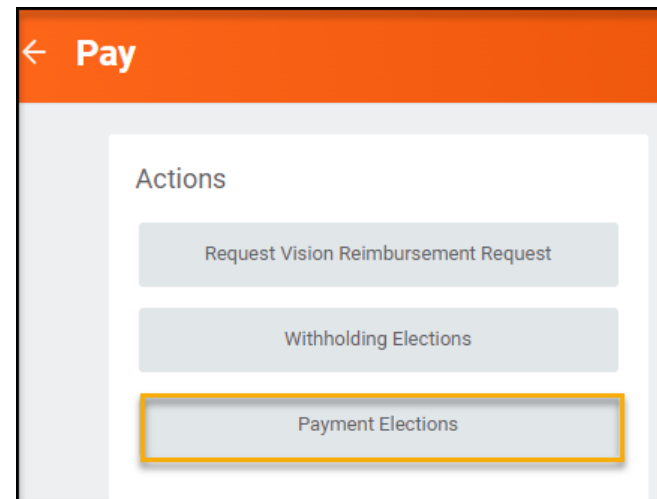 Pay
Actions
Request Vision Reimbursement Request
Withholding Elections
Payment Elections